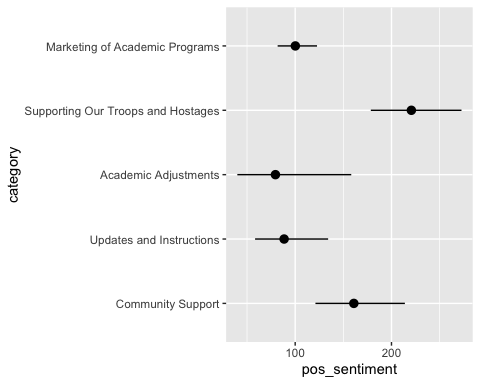 Marketing of Academic Programs
Supporting Our Troops and Hostages
Academic Adjustments
Updates and Instructions
Community Support
category
100
200
pos_sentiment